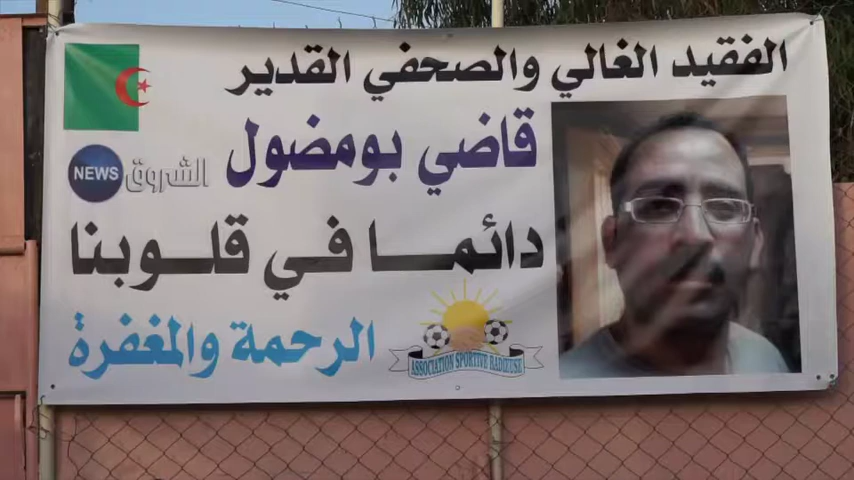 الفقيد الغالي والصحفي القدير
قاضي بومضول
الشروق NEWS
دائما في قلوبنا
الرحمة والمغفرة
ASSOCIATION SPORTIVE RADIEUSE